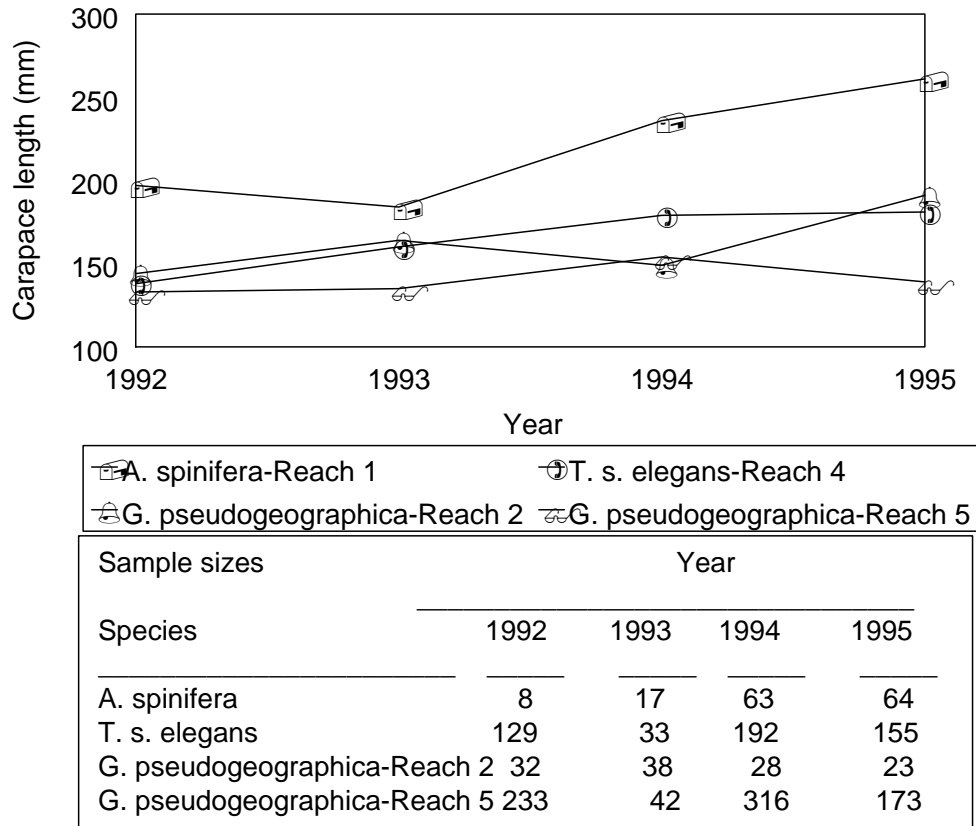 300
250
200
150
100
Carapace length (mm)
1992 1993 1994 1995
Year
A. spinifera-Reach 1 T. s. elegans-Reach 4
G. pseudogeographica-Reach 2 G. pseudogeographica-Reach 5
Sample sizes Year
Species 1992 1993 1994 1995
A. spinifera 8 17 63 64
T. s. elegans 129 33 192 155
G. pseudogeographica-Reach 2 32 38 28 23
G. pseudogeographica-Reach 5 233 42 316 173